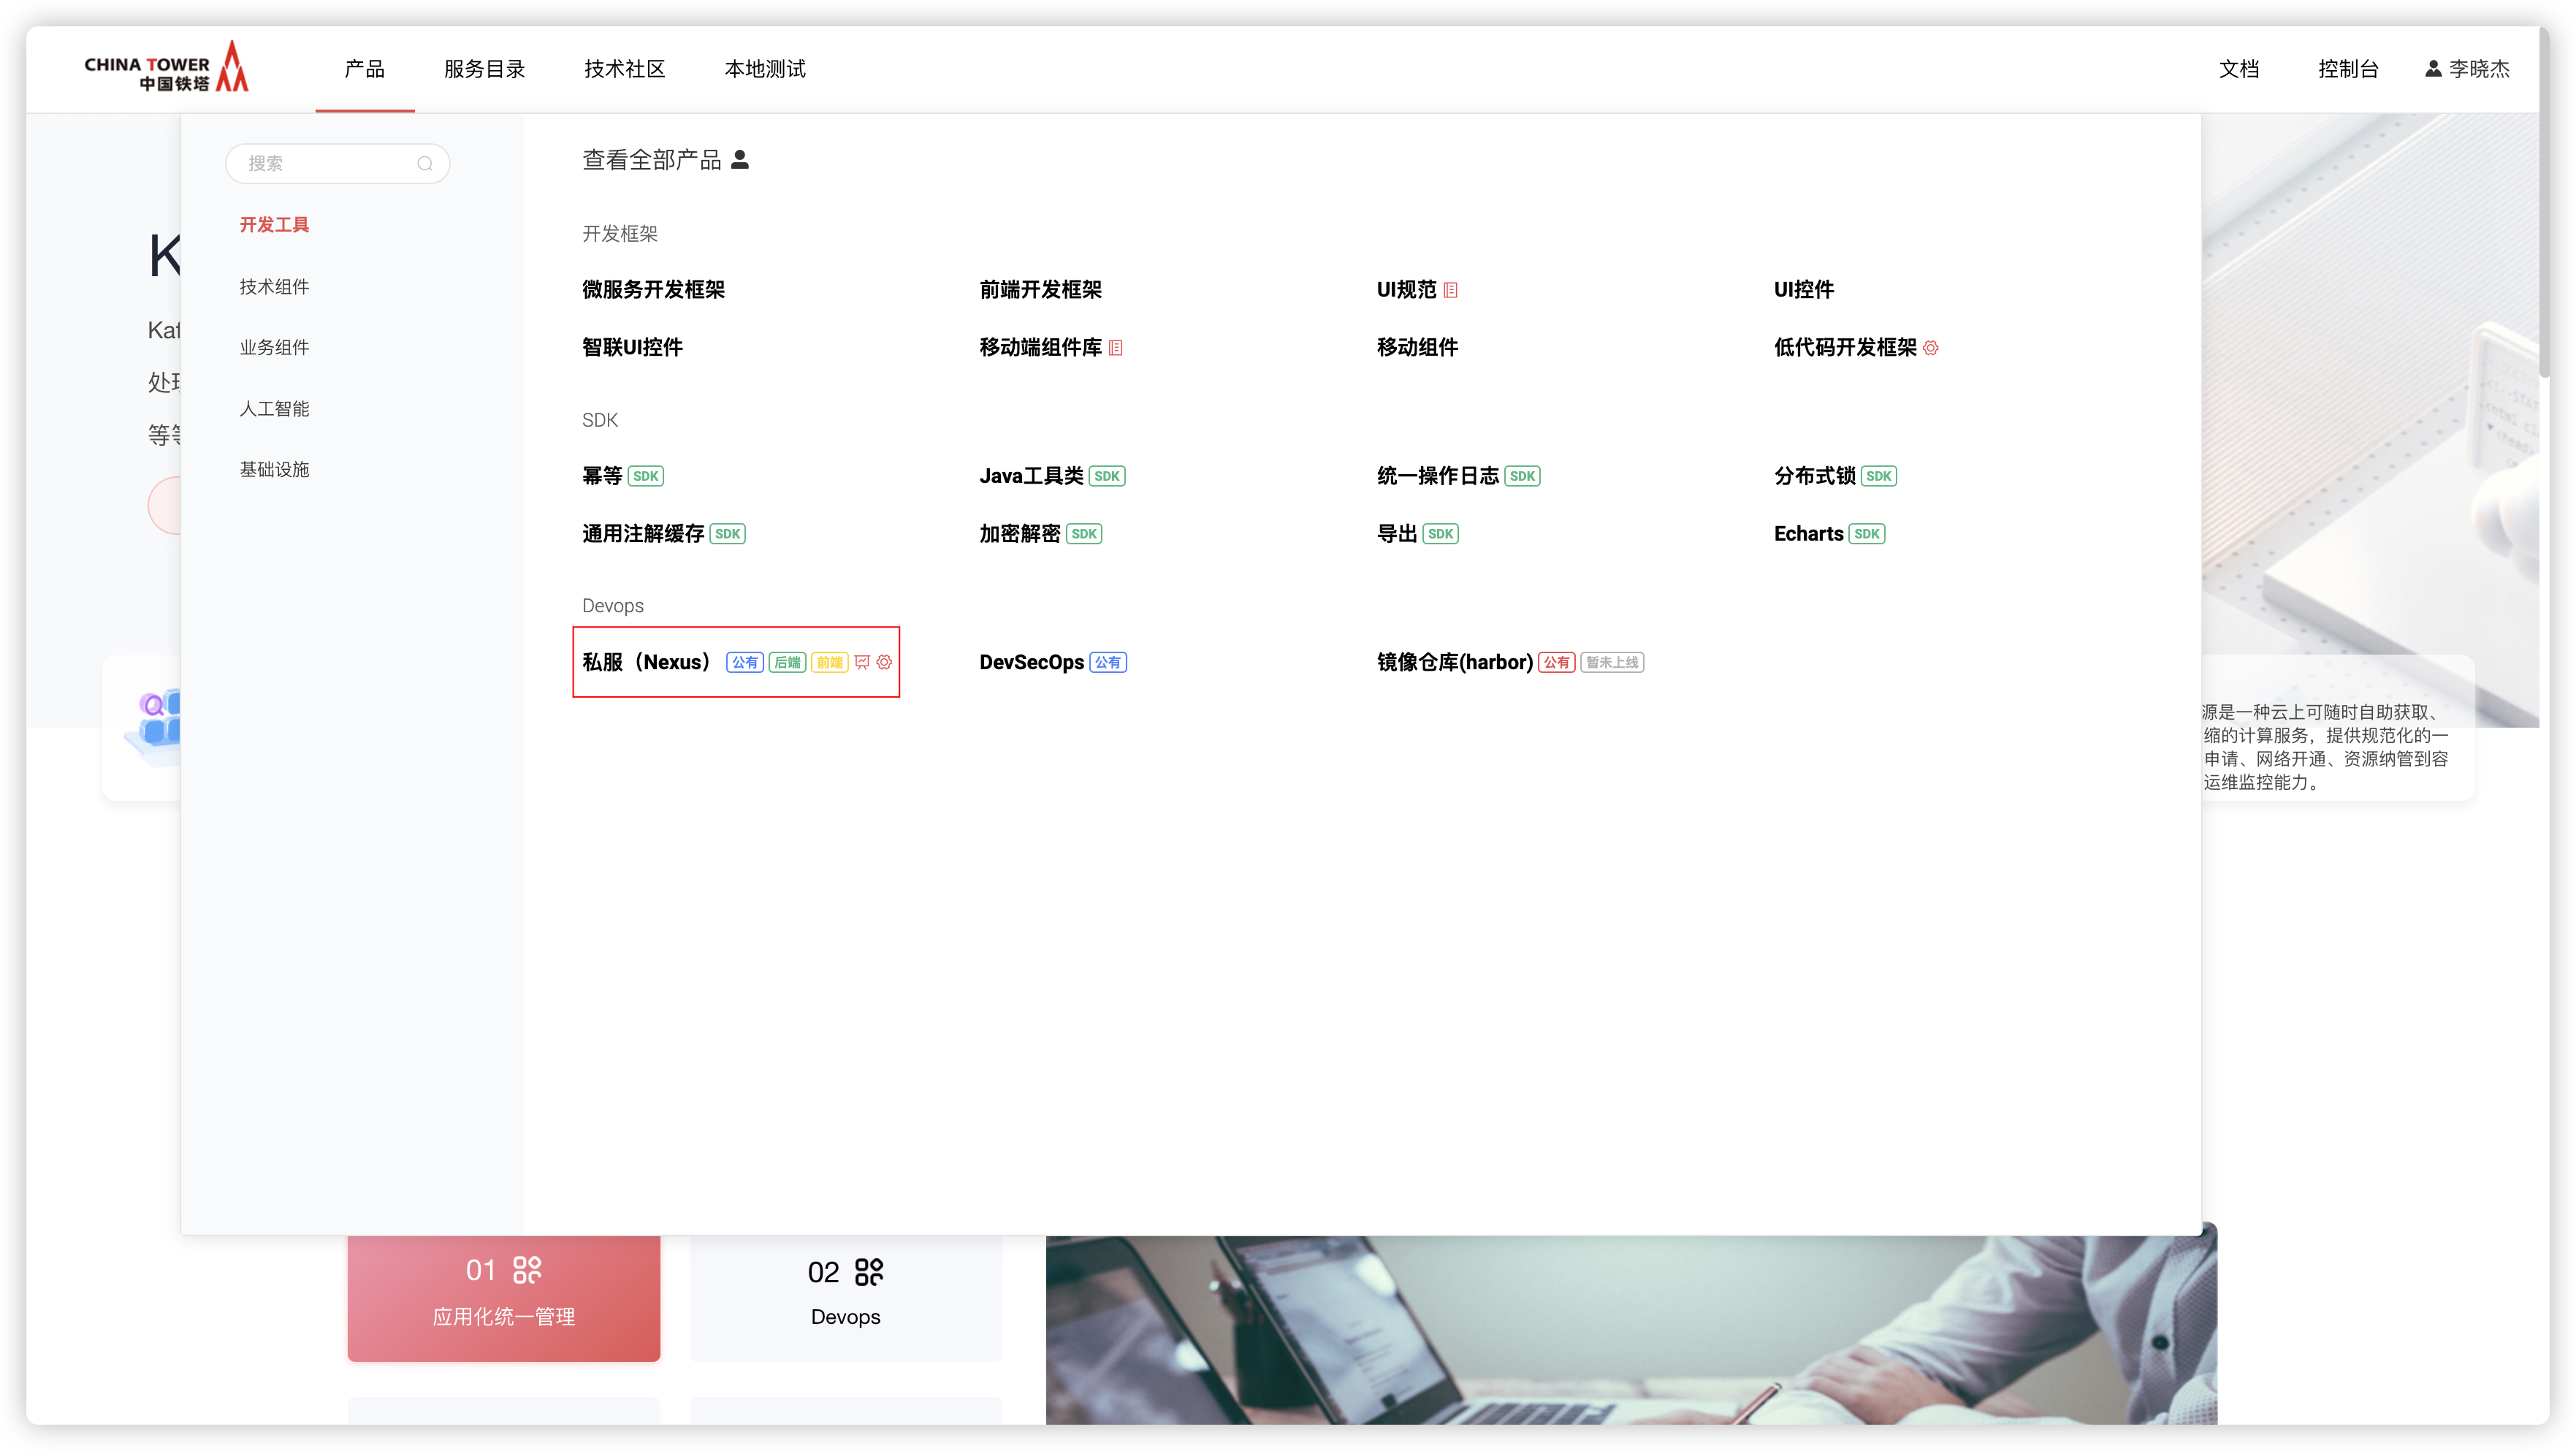 CHINA TOWER
中国铁塔
产品 服务目录 技术社区 本地测试 文档 控制台 李晓杰
搜索
开发工具
技术组件
业务组件
人工智能
基础设施
查看全部产品
开发框架
微服务开发框架 前端开发框架 UI规范 UI控件
智联UI控件 移动端组件库 移动组件 低代码开发框架
SDK
幂等 SDK Java工具类 SDK 统一操作日志 SDK 分布式锁 SDK
通用注解缓存 SDK 加密解密 SDK 导出 SDK Echarts SDK
Devops
私服（Nexus） 公有 后端 前端 DevSecOps 公有 镜像仓库(harbor) 公有 暂未上线
K
Kaf
处理
等等
源是一种云上可随时自助获取、
缩的计算服务，提供规范化的一
申请、网络开通、资源纳管到容
运维监控能力。
01
应用化统一管理
02
Devops